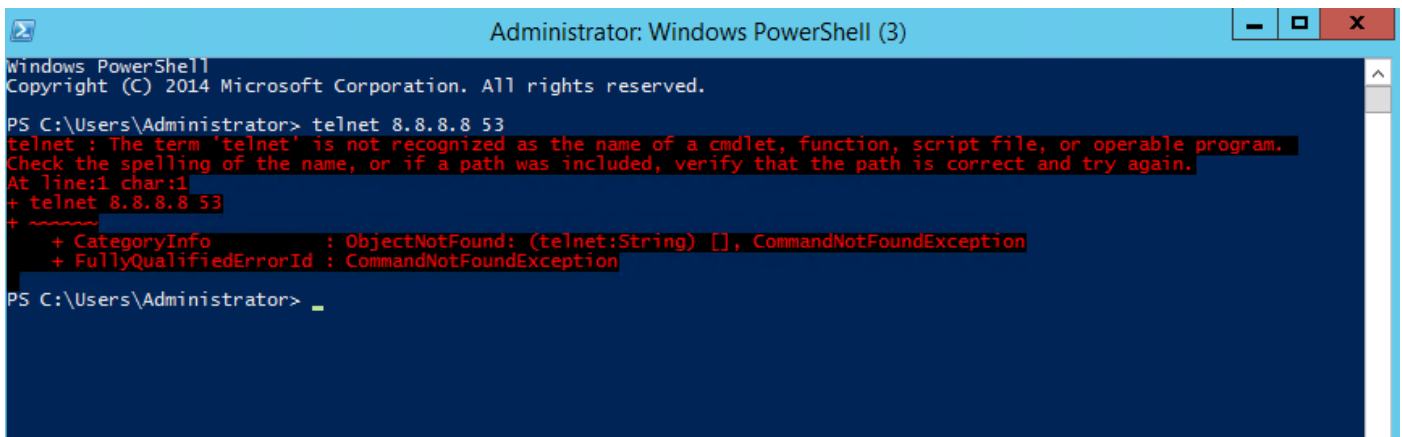 Administrator: Windows PowerShell (3)
Windows PowerShell
Copyright (C) 2014 Microsoft Corporation. All rights reserved.
PS C:\Users\Administrator> telnet 8.8.8.8 53
telnet : The term 'telnet' is not recognized as the name of a cmdlet, function, script file, or operable program.
Check the spelling of the name, or if a path was included, verify that the path is correct and try again.
At line:1 char:1
+ telnet 8.8.8.8 53
+ ~~~~~~
    + CategoryInfo          : ObjectNotFound: (telnet:String) [], CommandNotFoundException
    + FullyQualifiedErrorId : CommandNotFoundException
PS C:\Users\Administrator> _